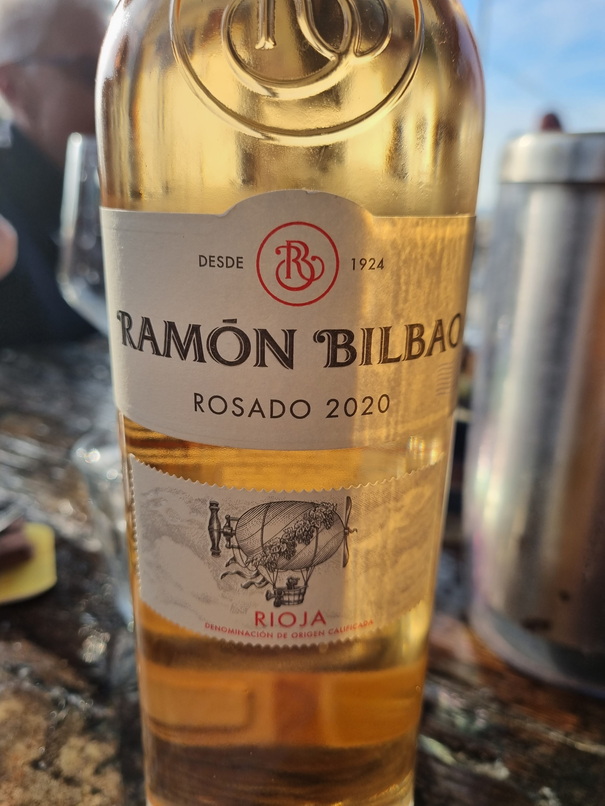 DESDE RB 1924
RAMÓN BILBAO
ROSADO 2020
RIOJA
DENOMINACIÓN DE ORIGEN CALIFICADA